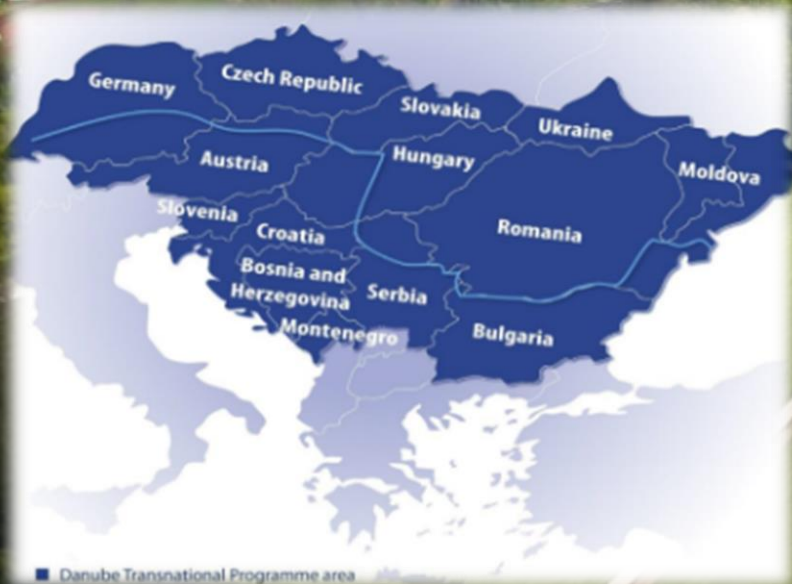 Germany
Czech Republic
Slovakia
Ukraine
Austria
Hungary
Moldova
Slovenia
Croatia
Romania
Bosnia and
Herzegovina
Serbia
Montenegro
Bulgaria
Danube Transnational Programme area